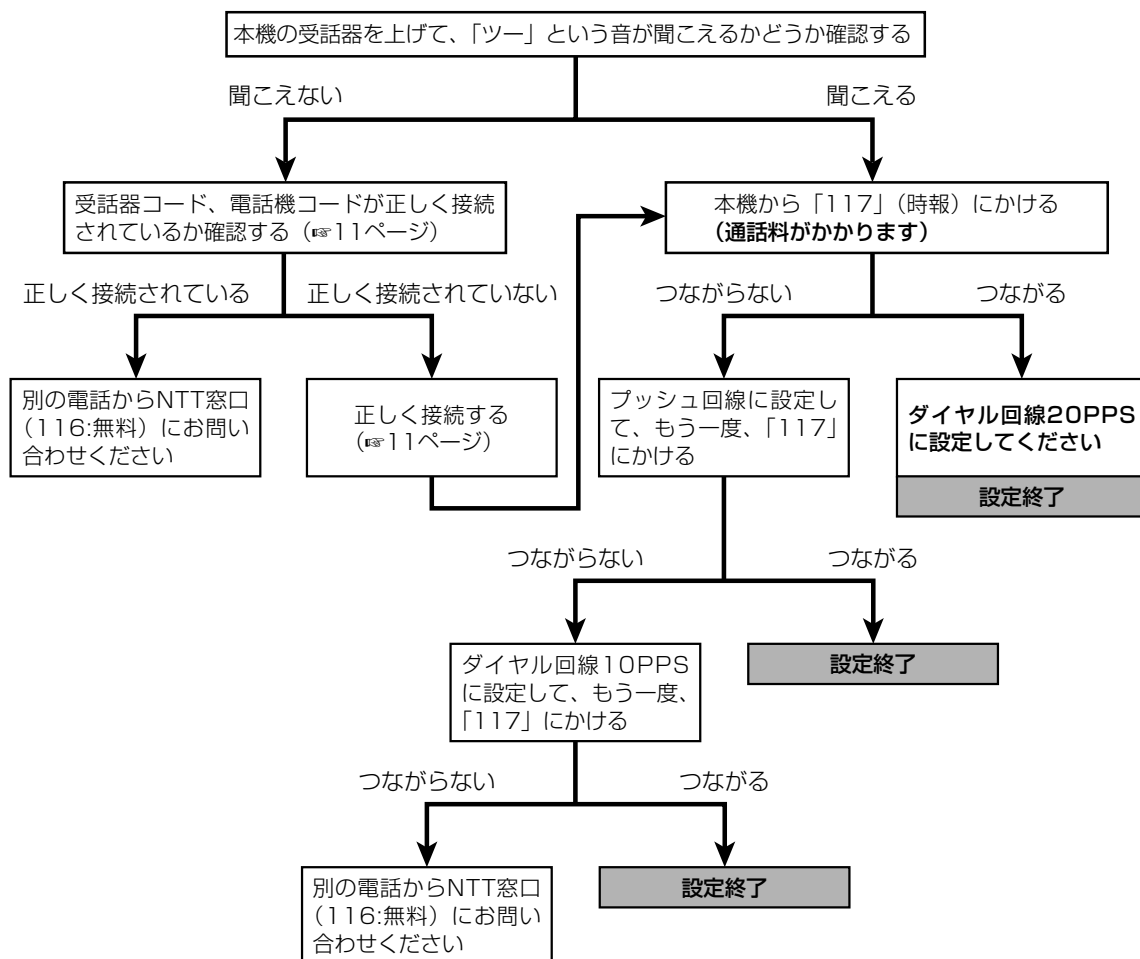 本機の受話器を上げて、「ツー」という音が聞こえるかどうか確認する
聞こえない
聞こえる
受話器コード、電話機コードが正しく接続
されているか確認する（☞11ページ）
本機から「117」（時報）にかける
（通話料がかかります）
正しく接続されている
正しく接続されていない
つながらない
つながる
別の電話からNTT窓口
（116:無料）にお問い
合わせください
正しく接続する
（☞11ページ）
プッシュ回線に設定し
て、もう一度、「117」
にかける
ダイヤル回線20PPS
に設定してください
設定終了
つながらない
つながる
ダイヤル回線10PPS
に設定して、もう一度、
「117」にかける
設定終了
つながらない
つながる
別の電話からNTT窓口
（116:無料）にお問い
合わせください
設定終了